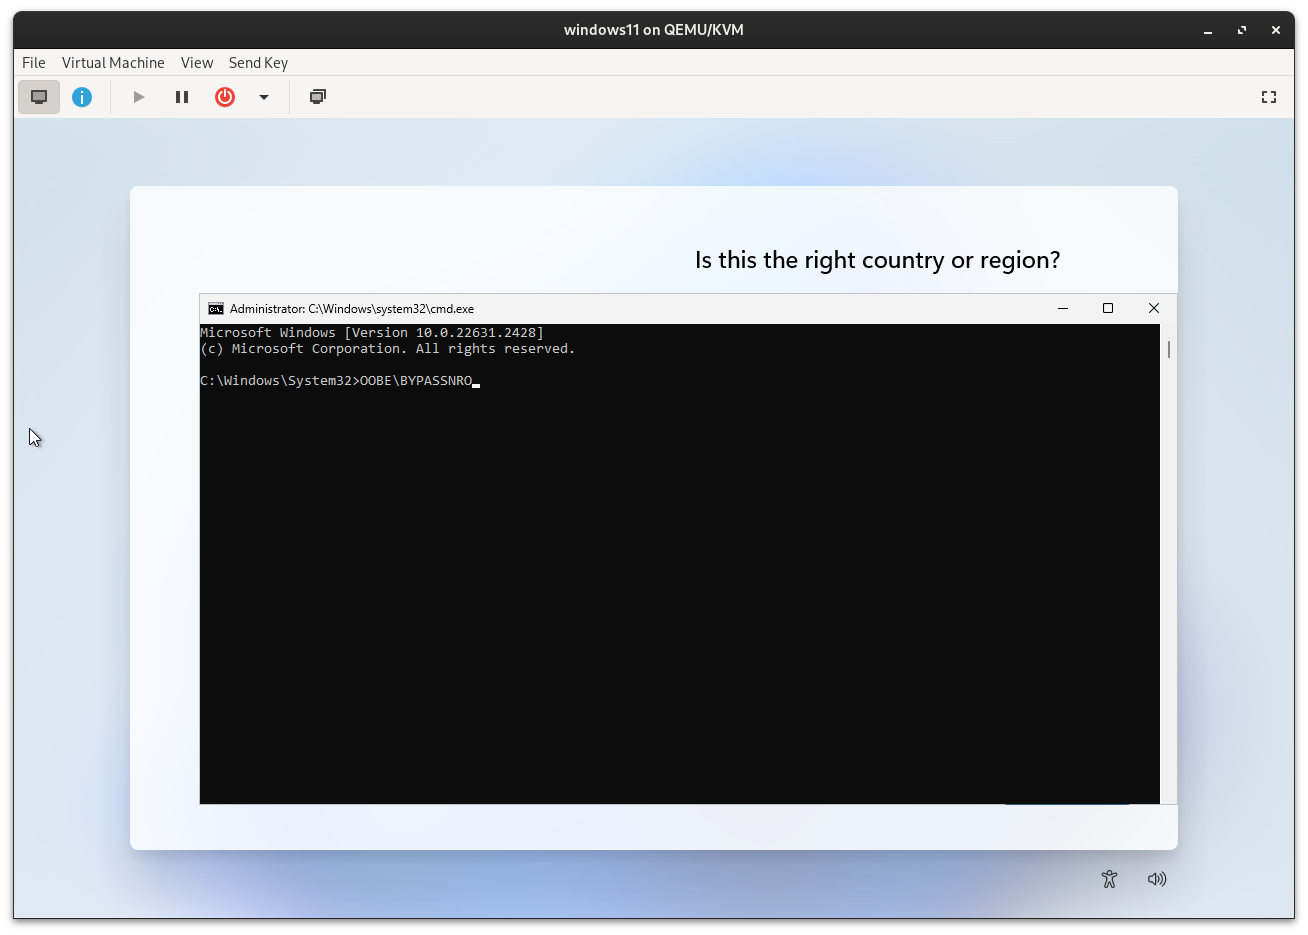 windows11 on QEMU/KVM
File Virtual Machine View Send Key
Is this the right country or region?
Administrator: C:\Windows\system32\cmd.exe
Microsoft Windows [Version 10.0.22631.2428]
(c) Microsoft Corporation. All rights reserved.
C:\Windows\System32>OOBE\BYPASSNRO